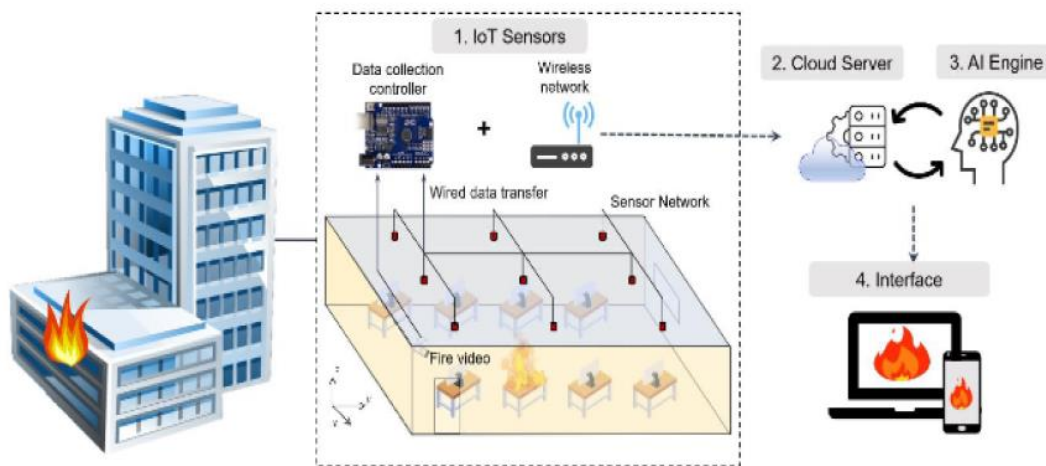 1. IoT Sensors
Data collection
controller
Wireless
network
2. Cloud Server
3. AI Engine
Wired data transfer
Sensor Network
4. Interface
Fire video